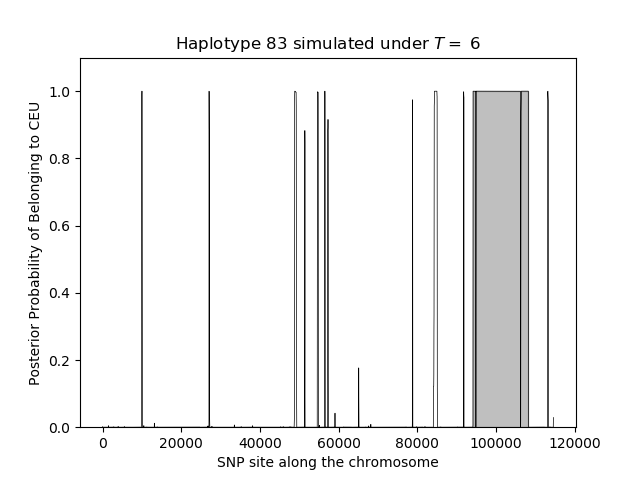 Haplotype 83 simulated under T = 6
Posterior Probability of Belonging to CEU
1.0
0.8
0.6
0.4
0.2
0.0
0 20000 40000 60000 80000 100000 120000
SNP site along the chromosome